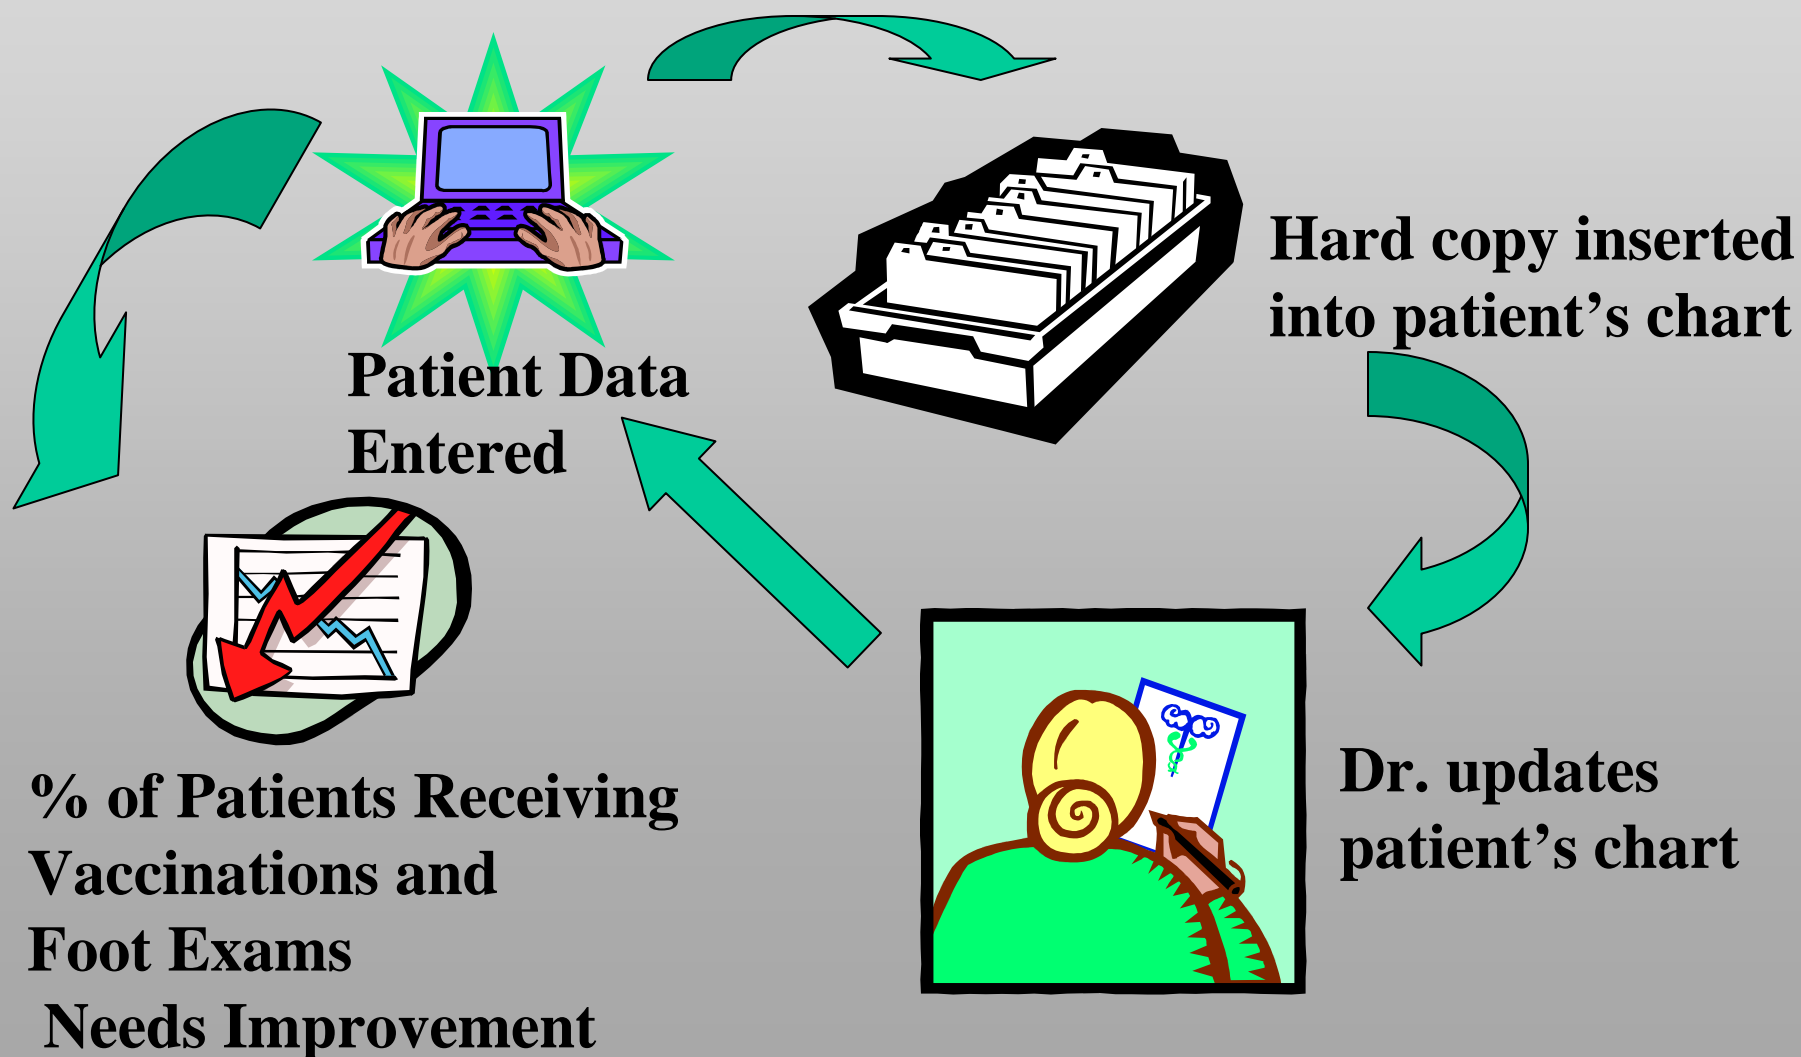 Patient Data
Entered
Hard copy inserted
into patient’s chart
Dr. updates
patient’s chart
% of Patients Receiving
Vaccinations and
Foot Exams
Needs Improvement